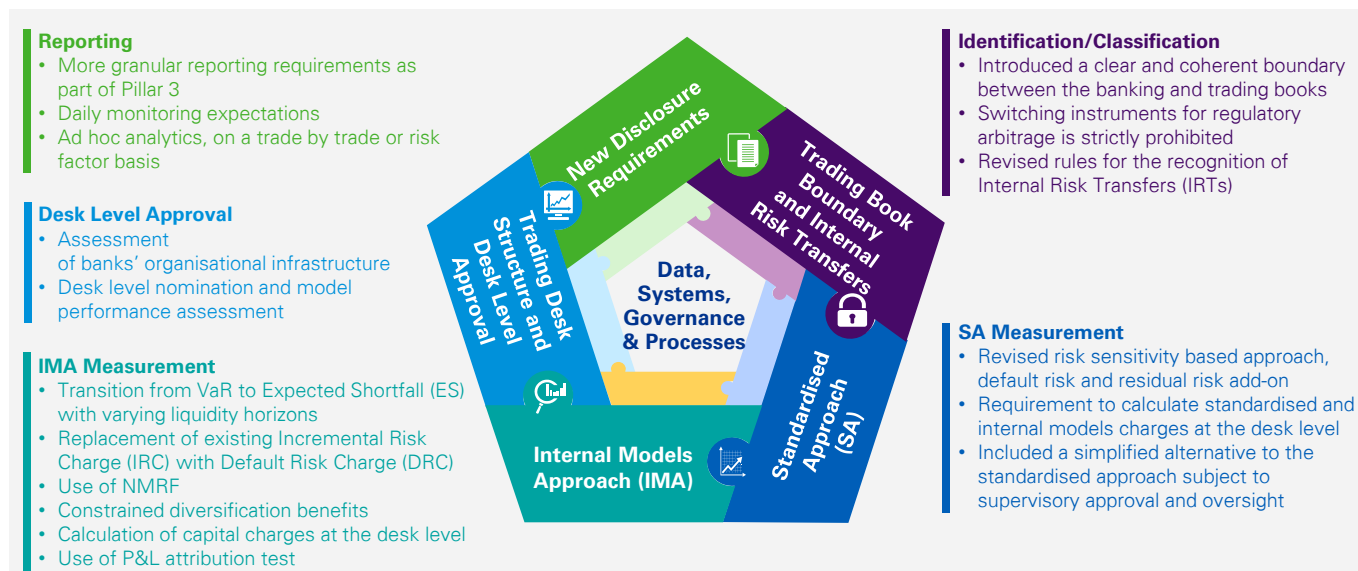 Reporting
• More granular reporting requirements as
part of Pillar 3
• Daily monitoring expectations
• Ad hoc analytics, on a trade by trade or risk
factor basis
Desk Level Approval
• Assessment
of banks’ organisational infrastructure
• Desk level nomination and model
performance assessment
IMA Measurement
• Transition from VaR to Expected Shortfall (ES)
with varying liquidity horizons
• Replacement of existing Incremental Risk
Charge (IRC) with Default Risk Charge (DRC)
• Use of NMRF
• Constrained diversification benefits
• Calculation of capital charges at the desk level
• Use of P&L attribution test
New Disclosure
Requirements
Trading Book
Boundary
and Internal
Risk Transfers
Trading Desk
Structure and
Desk Level
Approval
Data,
Systems,
Governance
& Processes
Standardised
Approach
(SA)
Internal Models
Approach (IMA)
Identification/Classification
• Introduced a clear and coherent boundary
between the banking and trading books
• Switching instruments for regulatory
arbitrage is strictly prohibited
• Revised rules for the recognition of
Internal Risk Transfers (IRTs)
SA Measurement
• Revised risk sensitivity based approach,
default risk and residual risk add-on
• Requirement to calculate standardised and
internal models charges at the desk level
• Included a simplified alternative to the
standardised approach subject to
supervisory approval and oversight